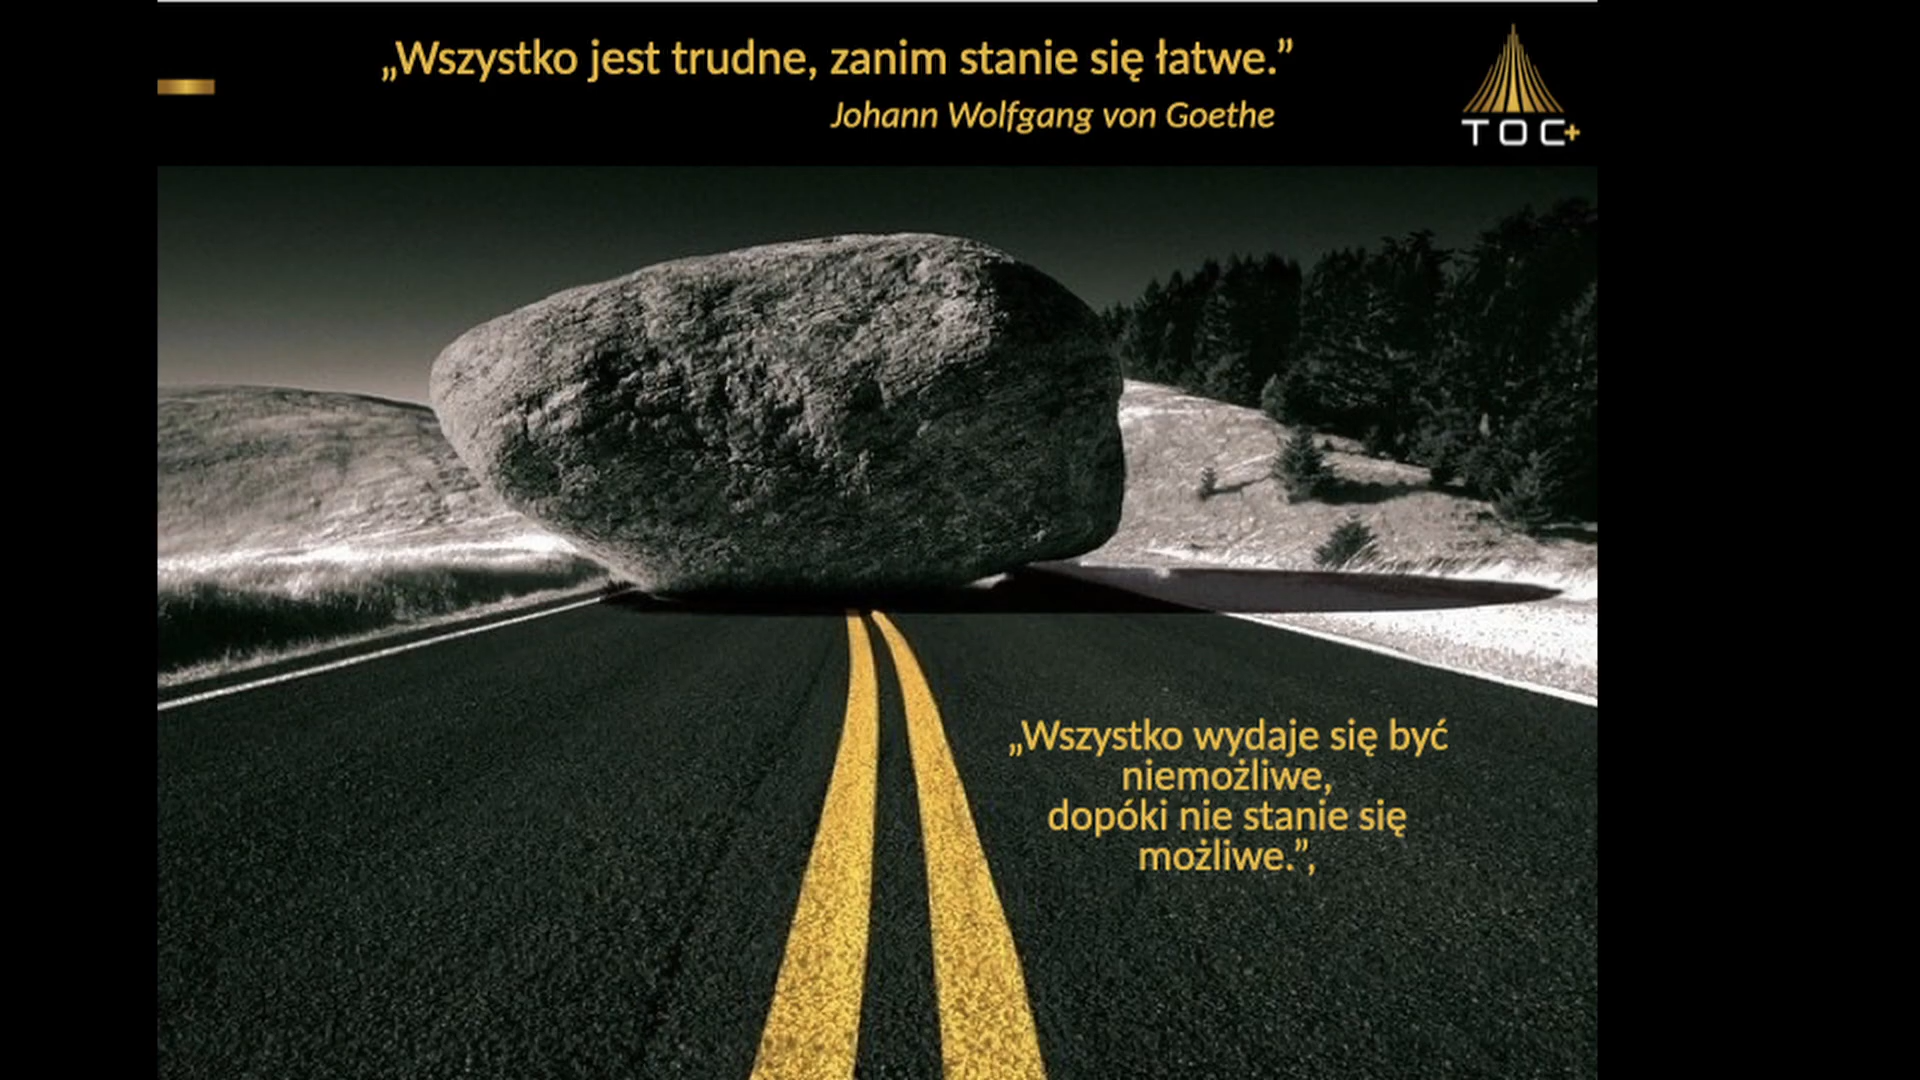 „Wszystko jest trudne, zanim stanie się łatwe.”
Johann Wolfgang von Goethe
TOC+
„Wszystko wydaje się być
niemożliwe,
dopóki nie stanie się
możliwe.”,